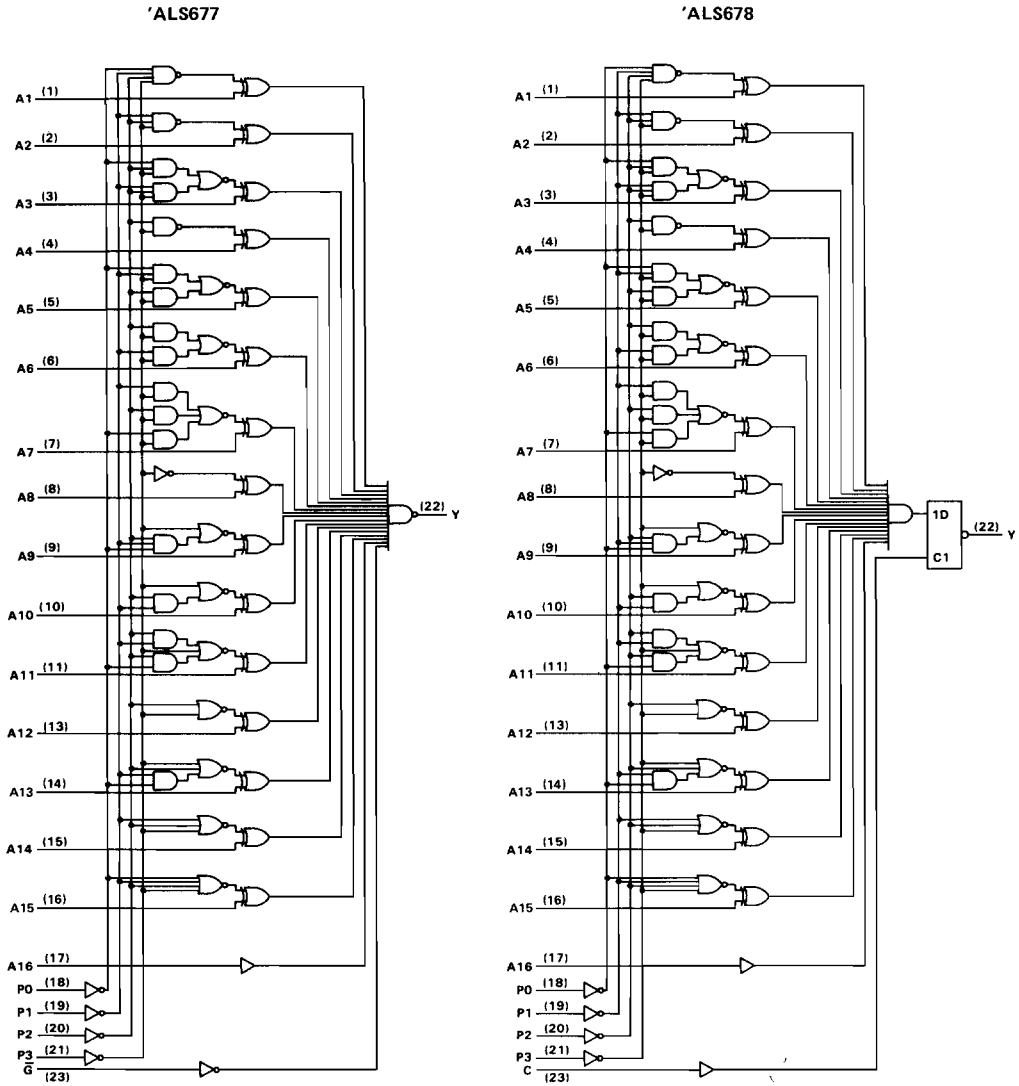 'ALS677
A1 (1)
A2 (2)
A3 (3)
A4 (4)
A5 (5)
A6 (6)
A7 (7)
A8 (8)
(22) Y
A9 (9)
A10 (10)
A11 (11)
A12 (13)
A13 (14)
A14 (15)
A15 (16)
A16 (17)
P0 (18)
P1 (19)
P2 (20)
P3 (21)
G (23)
'ALS678
A1 (1)
A2 (2)
A3 (3)
A4 (4)
A5 (5)
A6 (6)
A7 (7)
A8 (8)
1D
(22) Y
C1
A9 (9)
A10 (10)
A11 (11)
A12 (13)
A13 (14)
A14 (15)
A15 (16)
A16 (17)
P0 (18)
P1 (19)
P2 (20)
P3 (21)
C (23)